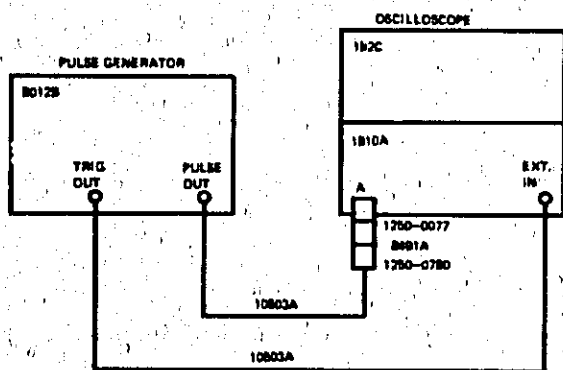 OSCILLOSCOPE
PULSE GENERATOR
8012B
TRIG
OUT
PULSE
OUT
1810A
A
EXT.
IN
1250-0077
8491A
1250-0780
10503A
10503A